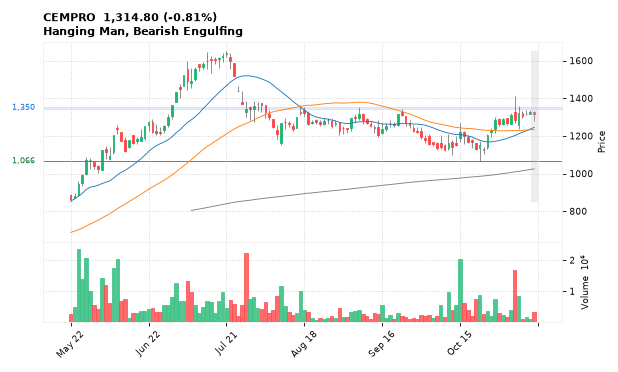 CEMPRO 1,314.80 (-0.81%)
Hanging Man, Bearish Engulfing
1600
1400
1,350
1200
1,066
1000
800
Price
2
1
Volume 10⁴
May 22
Jun 22
Jul 21
Aug 18
Sep 16
Oct 15